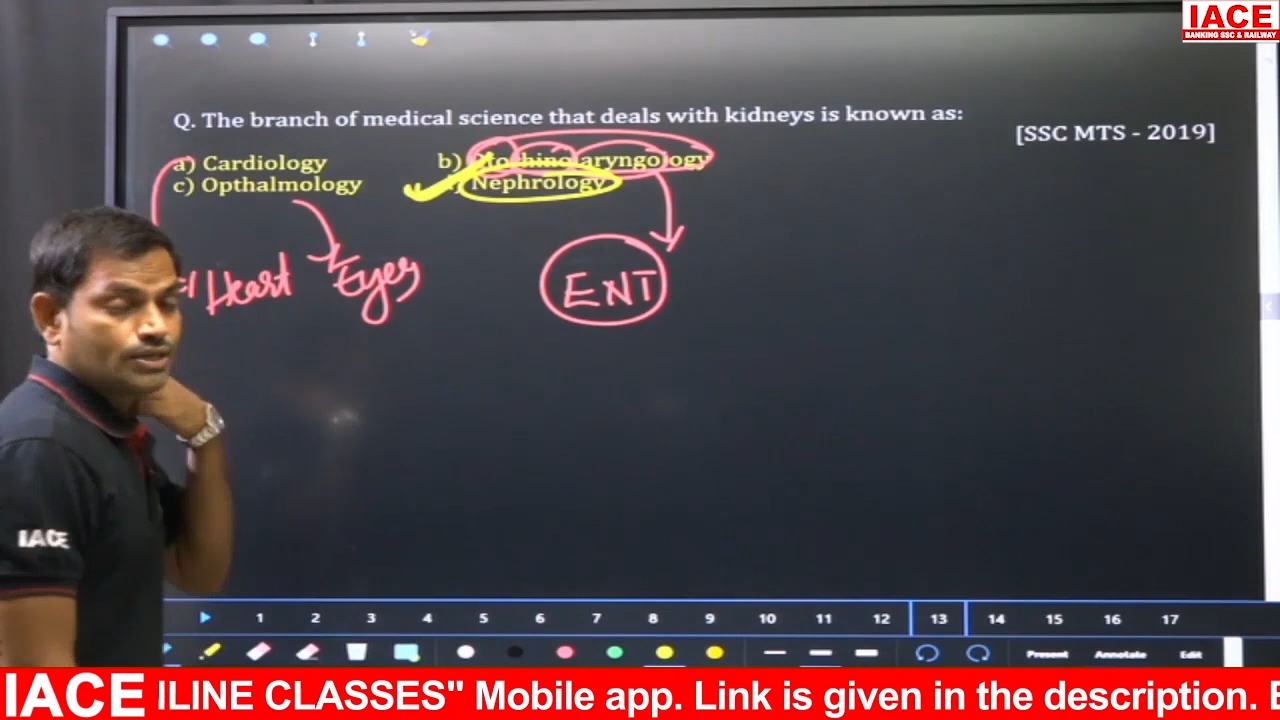 IACE
BANKING SSC & RAILWAY
Q. The branch of medical science that deals with kidneys is known as:
[SSC MTS - 2019]
a) Cardiology
b) laryngology
c) Opthalmology
Nephrology
Heart
Eyes
ENT
IACE
1 2 3 4 5 6 7 8 9 10 11 12 13 14 15 16 17
Present Annotate Edit
IACE ILINE CLASSES" Mobile app. Link is given in the description.